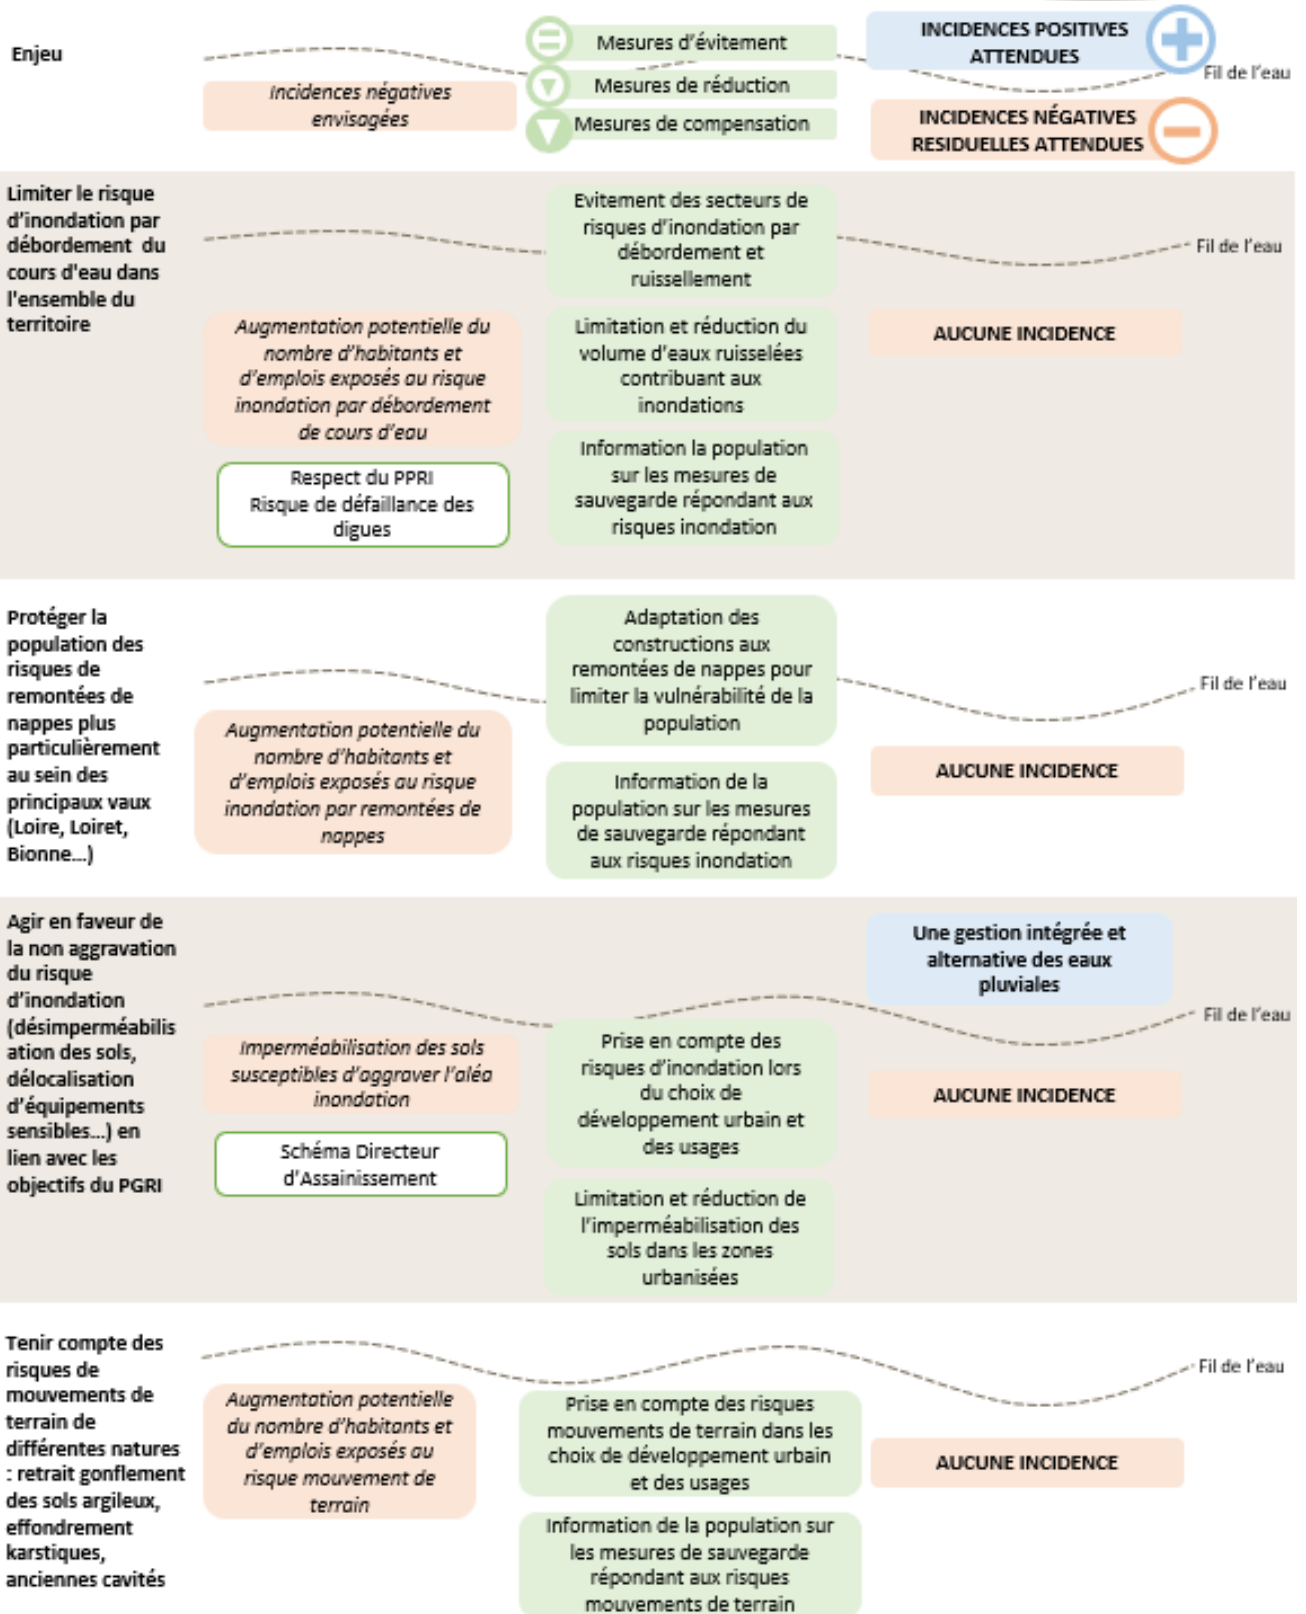 Enjeu
Incidences négatives
envisagées
Mesures d'évitement
Mesures de réduction
Mesures de compensation
INCIDENCES POSITIVES
ATTENDUES
Fil de l'eau
INCIDENCES NÉGATIVES
RESIDUELLES ATTENDUES
Limiter le risque
d'inondation par
débordement du
cours d'eau dans
l'ensemble du
territoire
Augmentation potentielle du
nombre d'habitants et
d'emplois exposés au risque
inondation par débordement
de cours d'eau
Respect du PPRI
Risque de défaillance des
digues
Evitement des secteurs de
risques d'inondation par
débordement et
ruissellement
Limitation et réduction du
volume d'eaux ruisselées
contribuant aux
inondations
Information la population
sur les mesures de
sauvegarde répondant aux
risques inondation
Fil de l'eau
AUCUNE INCIDENCE
Protéger la
population des
risques de
remontées de
nappes plus
particulièrement
au sein des
principaux vaux
(Loire, Loiret,
Bionne...)
Augmentation potentielle du
nombre d'habitants et
d'emplois exposés au risque
inondation par remontées de
nappes
Adaptation des
constructions aux
remontées de nappes pour
limiter la vulnérabilité de la
population
Information de la
population sur les mesures
de sauvegarde répondant
aux risques inondation
Fil de l'eau
AUCUNE INCIDENCE
Agir en faveur de
la non aggravation
du risque
d'inondation
(désimperméabilis
ation des sols,
délocalisation
d'équipements
sensibles...) en
lien avec les
objectifs du PGRI
Imperméabilisation des sols
susceptibles d'aggraver l'aléa
inondation
Schéma Directeur
d'Assainissement
Prise en compte des
risques d'inondation lors
du choix de
développement urbain et
des usages
Limitation et réduction de
l'imperméabilisation des
sols dans les zones
urbanisées
Une gestion intégrée et
alternative des eaux
pluviales
Fil de l'eau
AUCUNE INCIDENCE
Tenir compte des
risques de
mouvements de
terrain de
différentes natures
: retrait gonflement
des sols argileux,
effondrement
karstiques,
anciennes cavités
Augmentation potentielle
du nombre d'habitants et
d'emplois exposés au
risque mouvement de
terrain
Prise en compte des risques
mouvements de terrain dans les
choix de développement urbain
et des usages
Information de la population sur
les mesures de sauvegarde
répondant aux risques
mouvements de terrain
Fil de l'eau
AUCUNE INCIDENCE